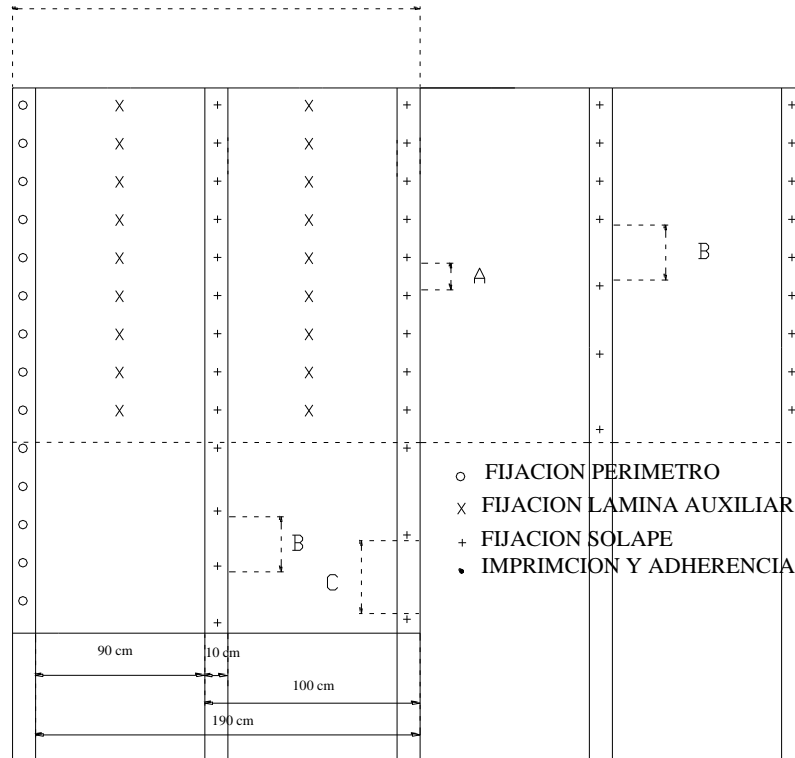 B
A
FIJACION PERIMETRO
FIJACION LAMINA AUXILIAR
FIJACION SOLAPE
IMPRIMCION Y ADHERENCIA
B
C
90 cm
10 cm
100 cm
190 cm